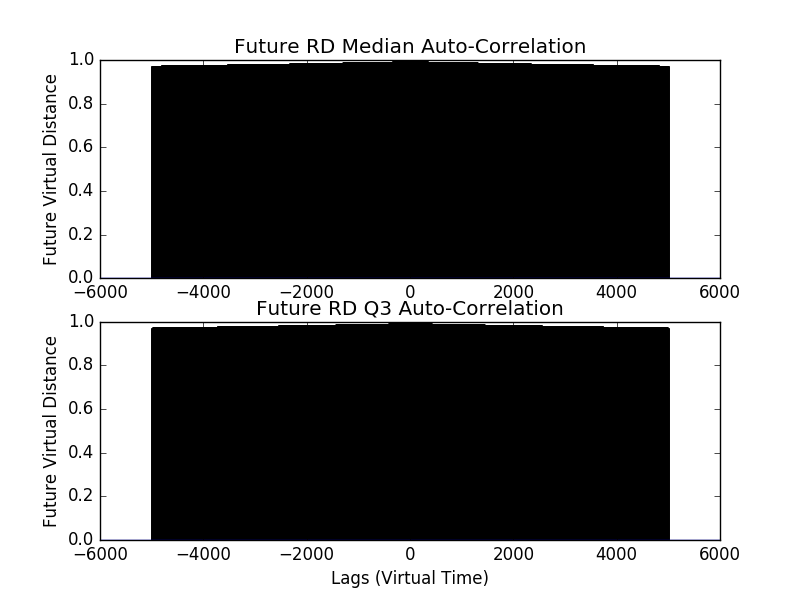 Future RD Median Auto-Correlation
Future Virtual Distance
1.0
0.8
0.6
0.4
0.2
0.0
−6000 −4000 −2000 0 2000 4000 6000
Future RD Q3 Auto-Correlation
Future Virtual Distance
1.0
0.8
0.6
0.4
0.2
0.0
−6000 −4000 −2000 0 2000 4000 6000
Lags (Virtual Time)